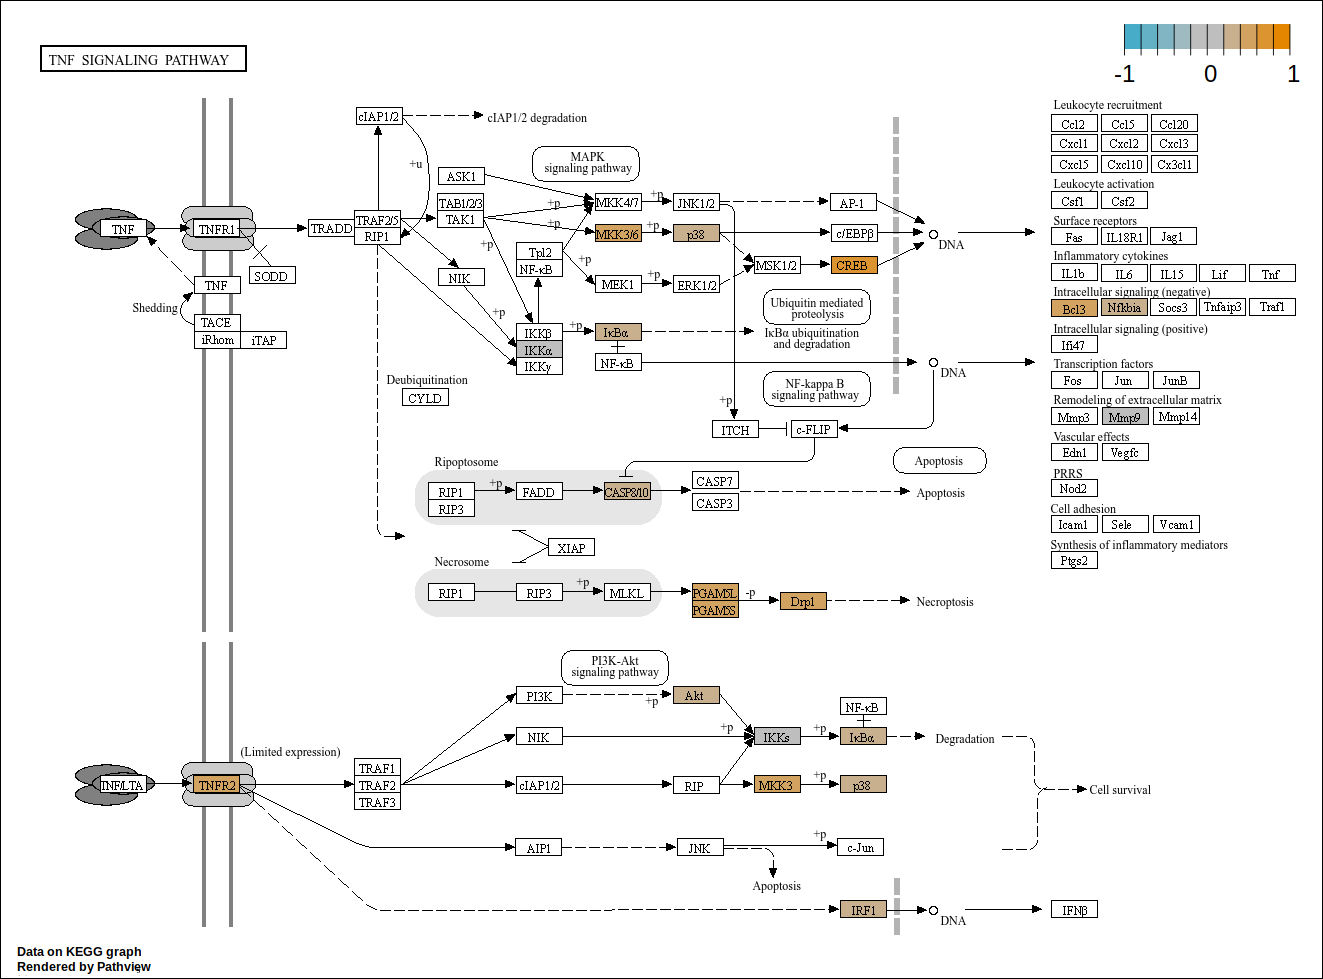 TNF SIGNALING PATHWAY
-1 0 1
cIAP1/2
cIAP1/2 degradation
+u
MAPK
signaling pathway
ASK1
TAB1/2/3
TAK1
+p
+p
+p
MKK4/7
+p
JNK1/2
AP-1
TNF
TNFR1
TRADD
TRAF2/5
RIP1
MKK3/6
+p
p38
c/EBPβ
DNA
SODD
Tpl2
NF-κB
+p
MSK1/2
CREB
NIK
MEK1
+p
ERK1/2
TNF
Shedding
TACE
iRhom
iTAP
+p
IKKβ
IKKα
IKKγ
+p
IκBα
NF-κB
Ubiquitin mediated
proteolysis
IκBα ubiquitination
and degradation
DNA
Deubiquitination
CYLD
NF-kappa B
signaling pathway
+p
ITCH
c-FLIP
Apoptosis
Ripoptosome
RIP1
RIP3
+p
FADD
CASP8/10
CASP7
CASP3
Apoptosis
XIAP
Necrosome
RIP1
RIP3
+p
MLKL
PGAM5L
PGAM5S
-p
Drp1
Necroptosis
Leukocyte recruitment
Ccl2 Ccl5 Ccl20
Cxcl1 Cxcl2 Cxcl3
Cxcl5 Cxcl10 Cx3cl1
Leukocyte activation
Csf1 Csf2
Surface receptors
Fas IL18R1 Jag1
Inflammatory cytokines
IL1b IL6 IL15 Lif Tnf
Intracellular signaling (negative)
Bcl3 Nfkbia Socs3 Tnfaip3 Traf1
Intracellular signaling (positive)
Ifi47
Transcription factors
Fos Jun JunB
Remodeling of extracellular matrix
Mmp3 Mmp9 Mmp14
Vascular effects
Edn1 Vegfc
PRRS
Nod2
Cell adhesion
Icam1 Sele Vcam1
Synthesis of inflammatory mediators
Ptgs2
PI3K-Akt
signaling pathway
PI3K
+p
Akt
NIK
+p
IKKs
+p
NF-κB
IκBα
Degradation
(Limited expression)
TNF/LTA
TNFR2
TRAF1
TRAF2
TRAF3
cIAP1/2
RIP
MKK3
+p
p38
Cell survival
AIP1
JNK
+p
c-Jun
Apoptosis
IRF1
DNA
IFNβ
Data on KEGG graph
Rendered by Pathview